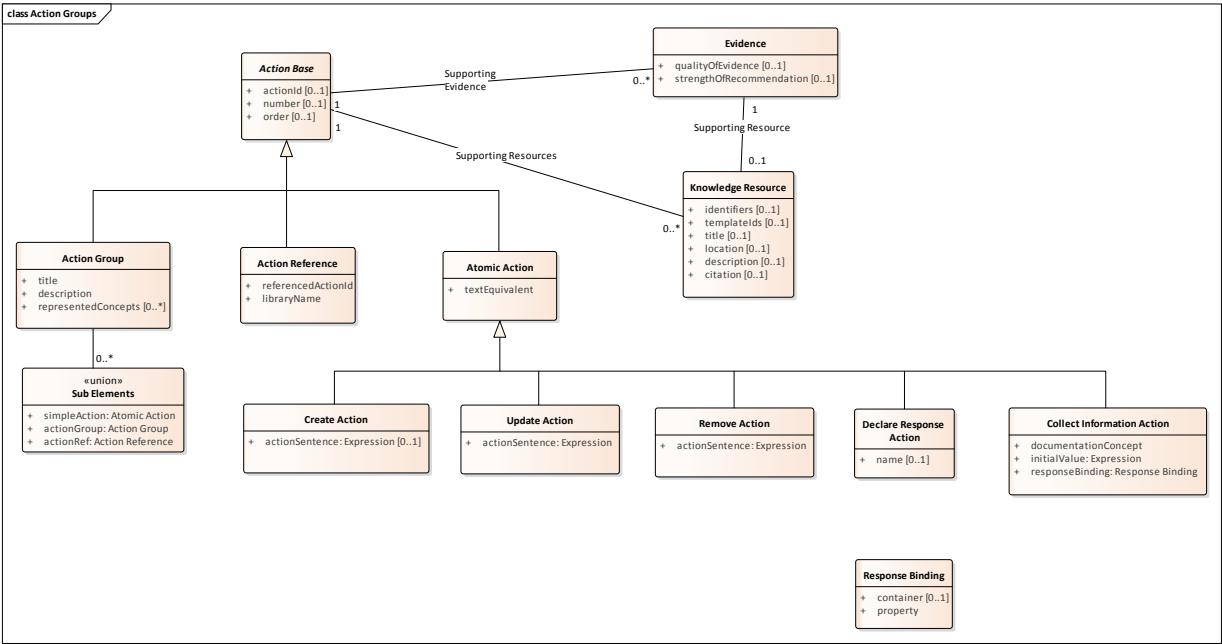 class Action Groups
Action Base
+ actionId [0..1]
+ number [0..1]
+ order [0..1]
1
1
Supporting
Evidence
0..*
Evidence
+ qualityOfEvidence [0..1]
+ strengthOfRecommendation [0..1]
1
Supporting Resource
0..1
Supporting Resources
0..*
Knowledge Resource
+ identifiers [0..1]
+ templateIds [0..1]
+ title [0..1]
+ location [0..1]
+ description [0..1]
+ citation [0..1]
Action Group
+ title
+ description
+ representedConcepts [0..*]
Action Reference
+ referencedActionId
+ libraryName
Atomic Action
+ textEquivalent
0..*
«union»
Sub Elements
+ simpleAction: Atomic Action
+ actionGroup: Action Group
+ actionRef: Action Reference
Create Action
+ actionSentence: Expression [0..1]
Update Action
+ actionSentence: Expression
Remove Action
+ actionSentence: Expression
Declare Response
Action
+ name [0..1]
Collect Information Action
+ documentationConcept
+ initialValue: Expression
+ responseBinding: Response Binding
Response Binding
+ container [0..1]
+ property